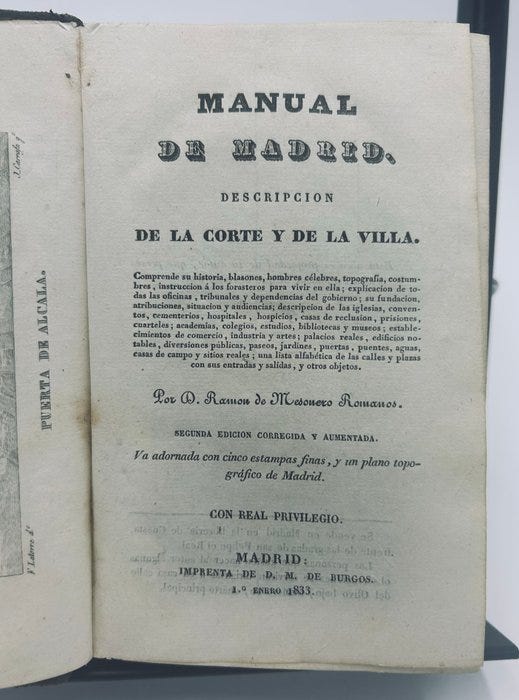 J. Carrafa gº
PUERTA DE ALCALA.
V. Laterre dº
MANUAL
DE MADRID.
DESCRIPCION
DE LA CORTE Y DE LA VILLA.
Comprende su historia, blasones, hombres célebres, topografía, costum-
bres, instruccion á los forasteros para vivir en ella; explicacion de to-
das las oficinas, tribunales y dependencias del gobierno; su fundacion,
atribuciones, situacion y audiencias; descripcion de las iglesias, conven-
tos, cementerios, hospitales, hospicios, casas de reclusion, prisiones,
cuarteles; academias, colegios, estudios, bibliotecas y museos; estable-
cimientos de comercio, industria y artes; palacios reales, edificios no-
tables, diversiones públicas, paseos, jardines, puertas, puentes, aguas,
casas de campo y sitios reales; una lista alfabética de las calles y plazas
con sus entradas y salidas, y otros objetos.
Por D. Ramon de Mesonero Romanos.
SEGUNDA EDICION CORREGIDA Y AUMENTADA.
Va adornada con cinco estampas finas, y un plano topo-
gráfico de Madrid.
CON REAL PRIVILEGIO.
MADRID:
IMPRENTA DE D. M. DE BURGOS.
1.º ENERO 1833.